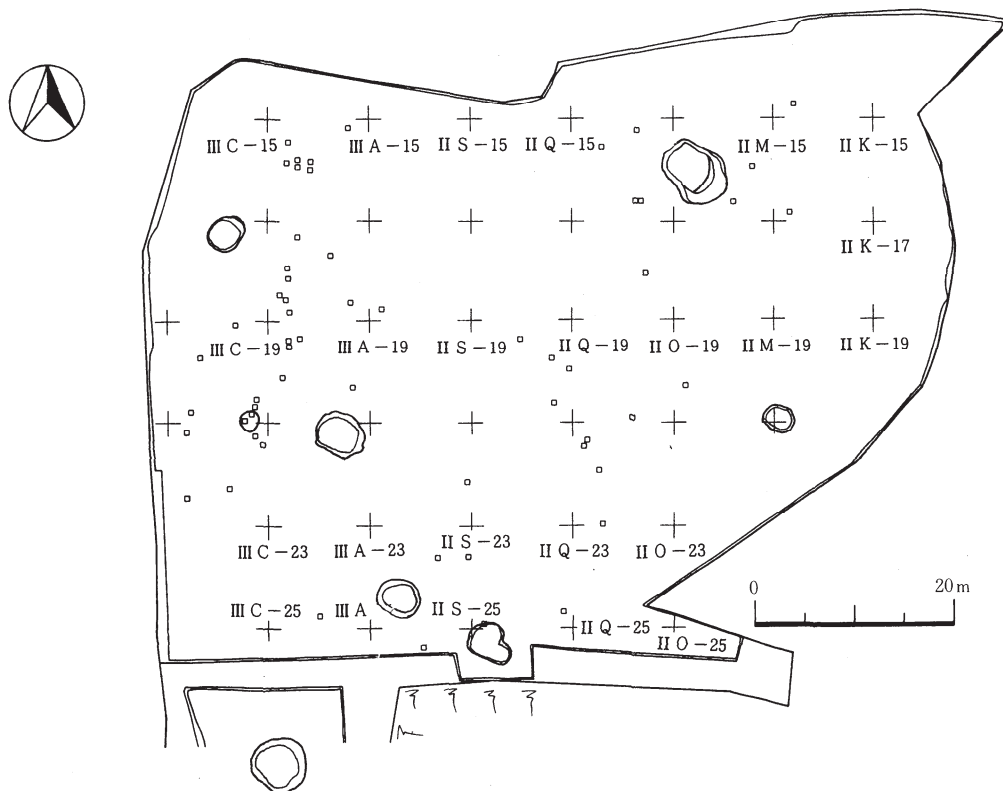 III C-15 III A-15 II S-15 II Q-15 II M-15 II K-15
II K-17
III C-19 III A-19 II S-19 II Q-19 II O-19 II M-19 II K-19
III C-23 III A-23 II S-23 II Q-23 II O-23
0 20m
III C-25 III A II S-25 II Q-25 II O-25